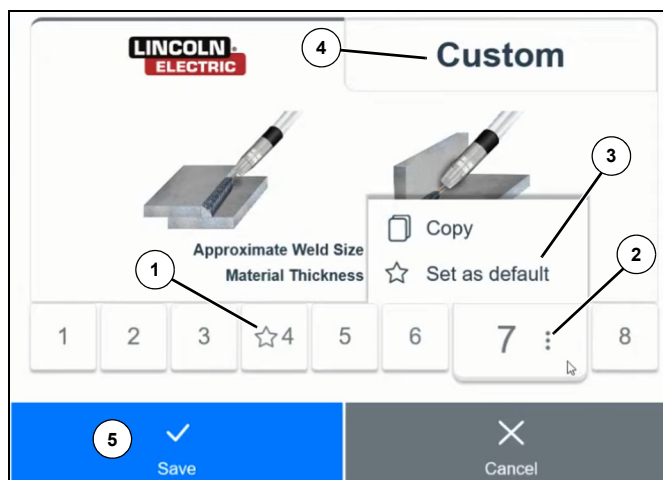 LINCOLN
ELECTRIC
4
Custom
3
Copy
Approximate Weld Size
Material Thickness
Set as default
1
2
1
2
3
4
5
6
7
8
5
Save
Cancel